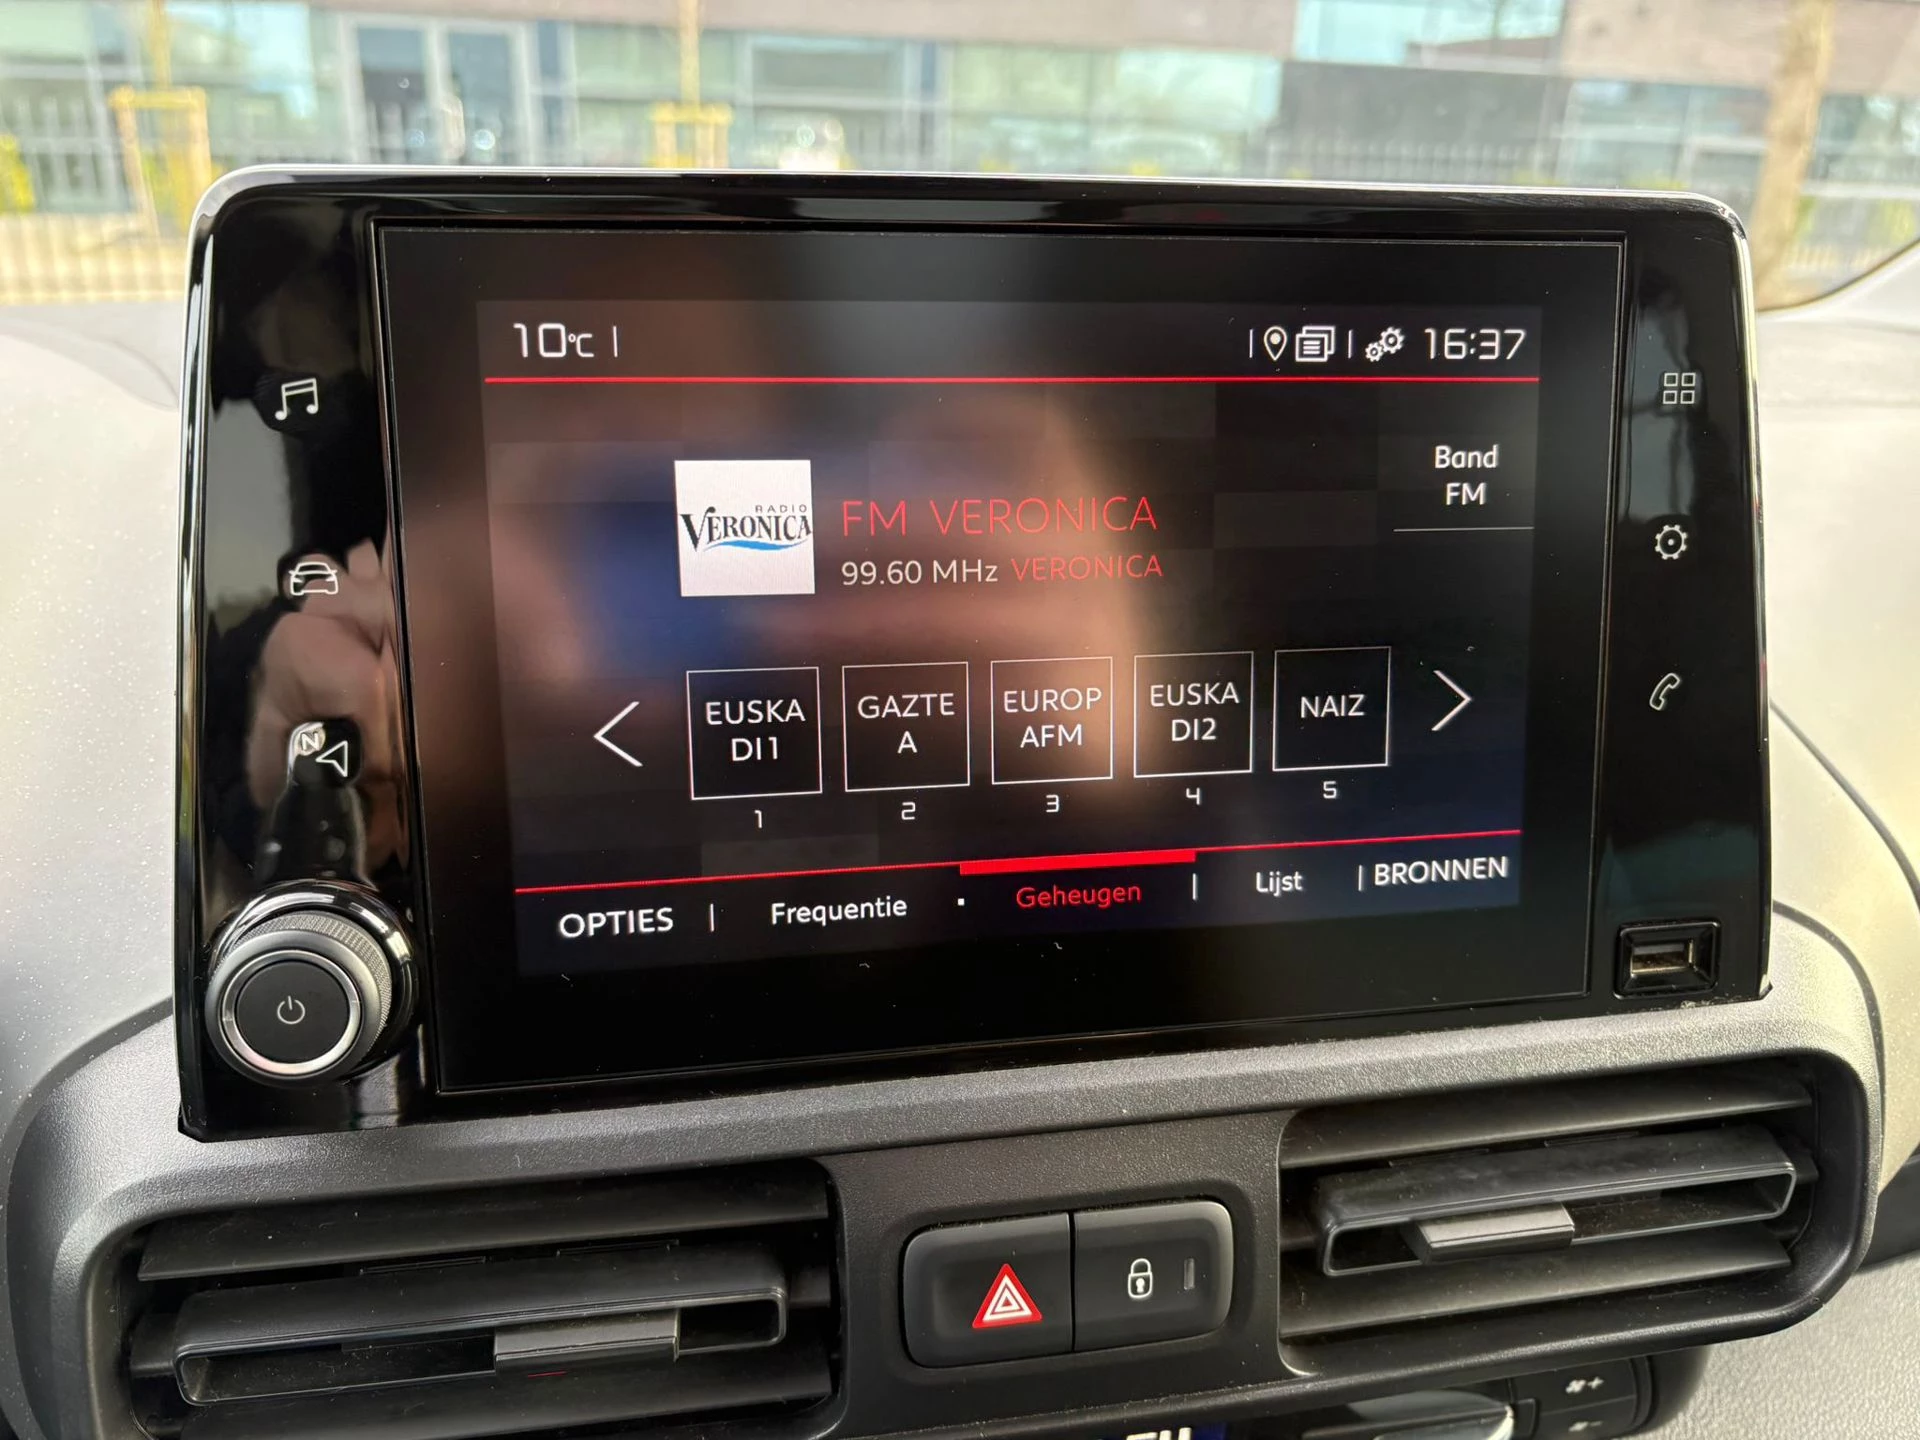 10°C
16:37
Band
FM
RADIO
VERONICA
FM VERONICA
99.60 MHz VERONICA
EUSKA
DI1
GAZTE
A
EUROP
AFM
EUSKA
DI2
NAIZ
1
2
3
4
5
OPTIES | Frequentie Geheugen | Lijst | BRONNEN
N